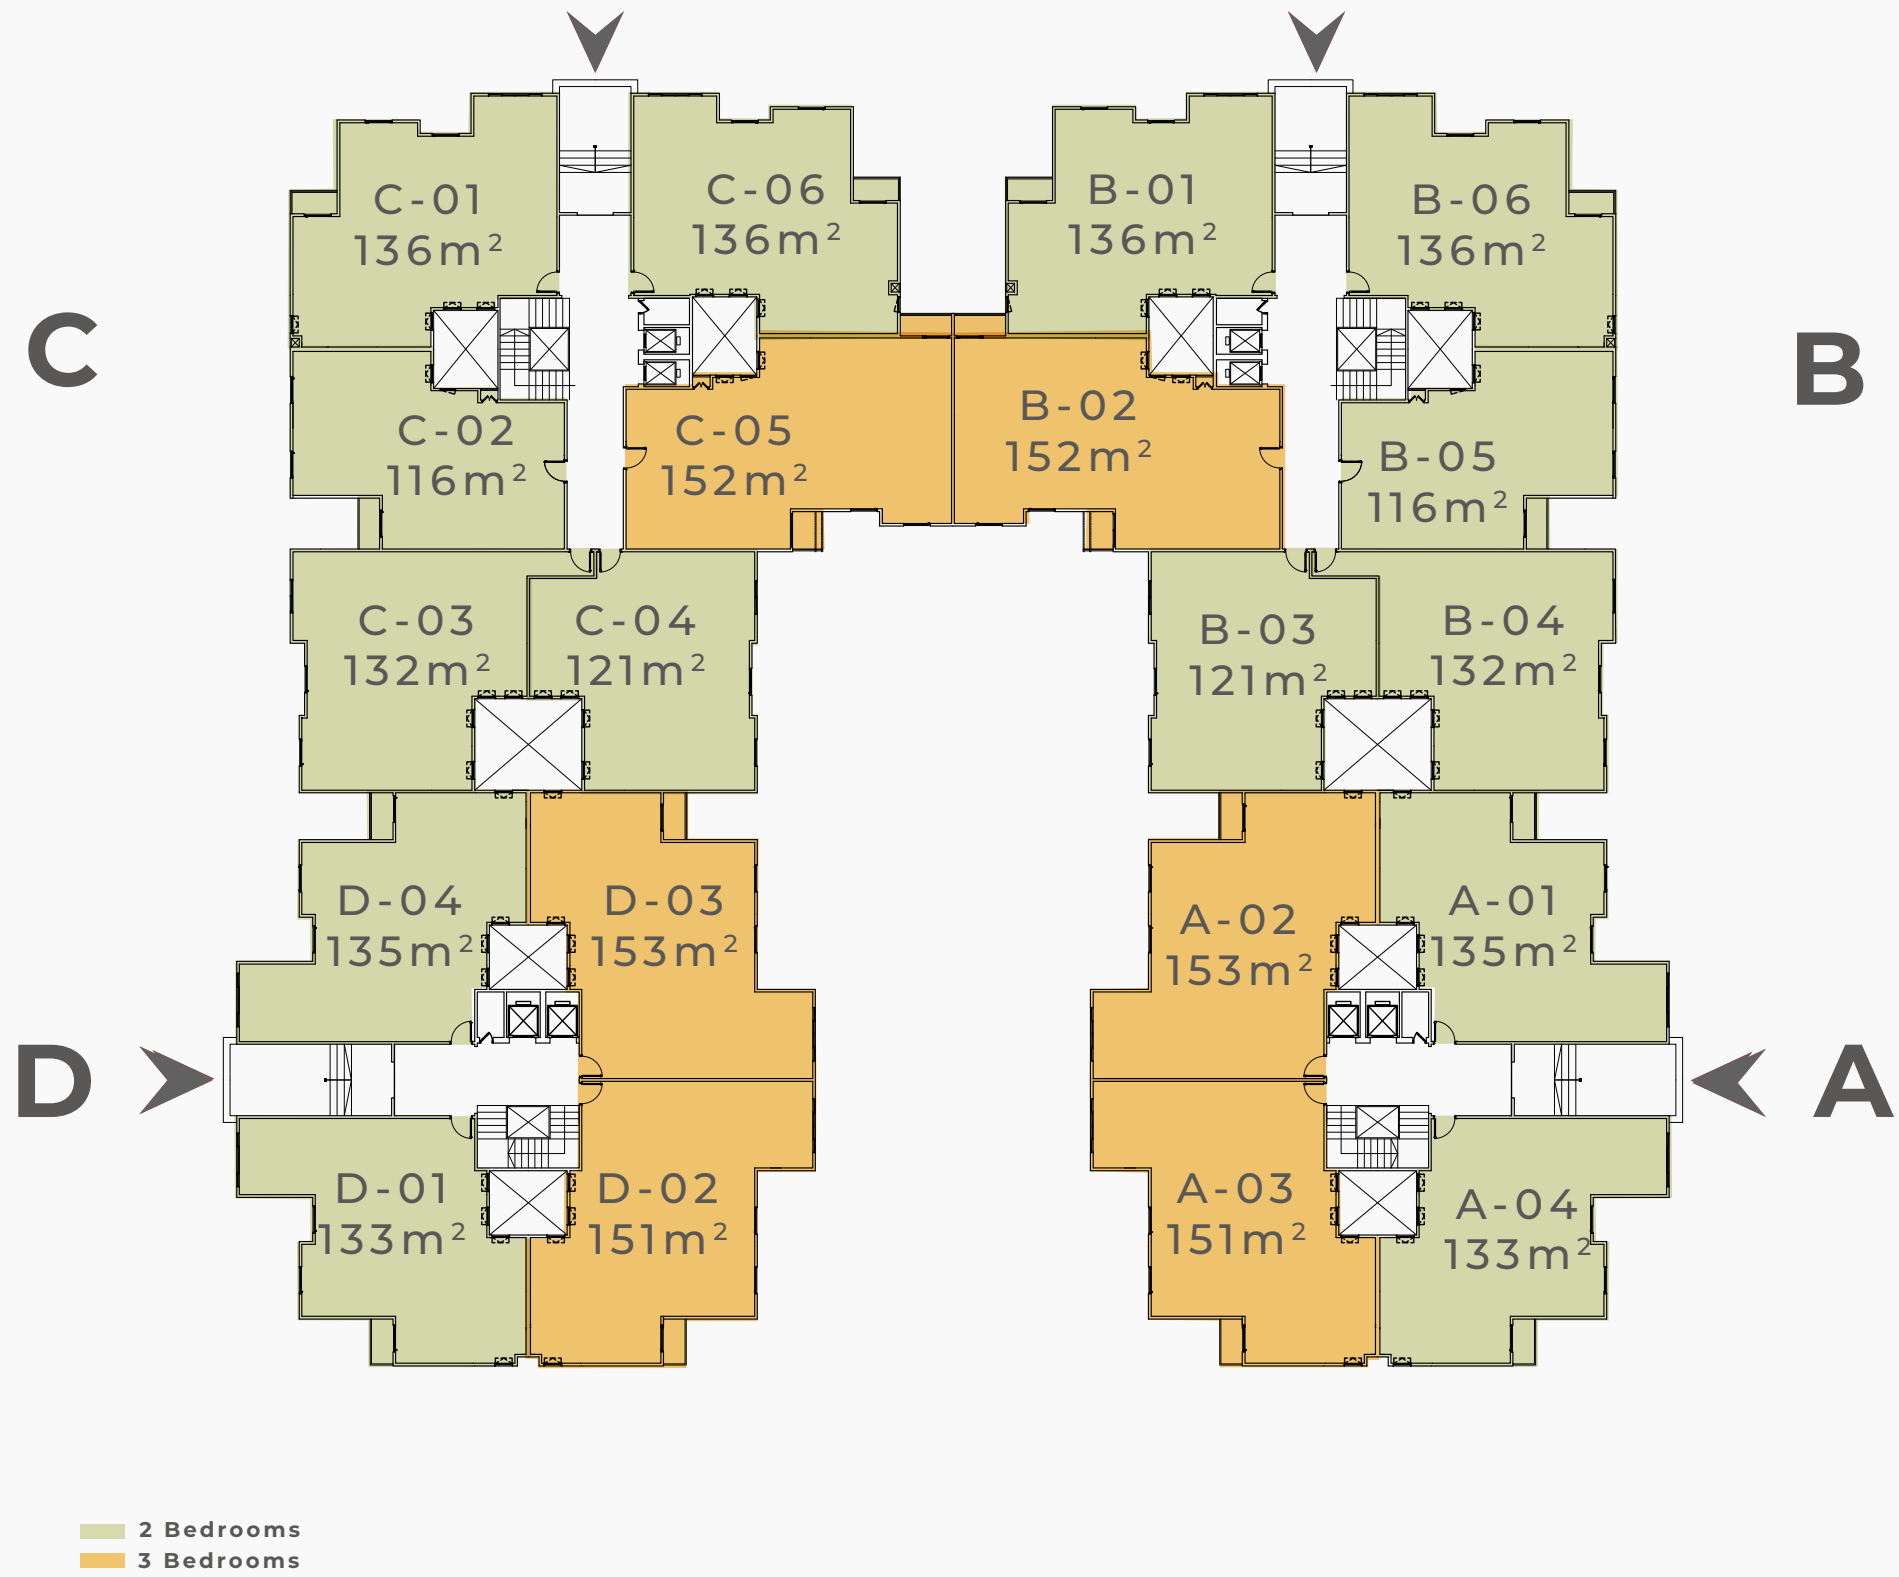 C-01
136m²
C-06
136m²
B-01
136m²
B-06
136m²
C
B
C-02
116m²
C-05
152m²
B-02
152m²
B-05
116m²
C-03
132m²
C-04
121m²
B-03
121m²
B-04
132m²
D-04
135m²
D-03
153m²
A-02
153m²
A-01
135m²
D
A
D-01
133m²
D-02
151m²
A-03
151m²
A-04
133m²
2 Bedrooms
3 Bedrooms